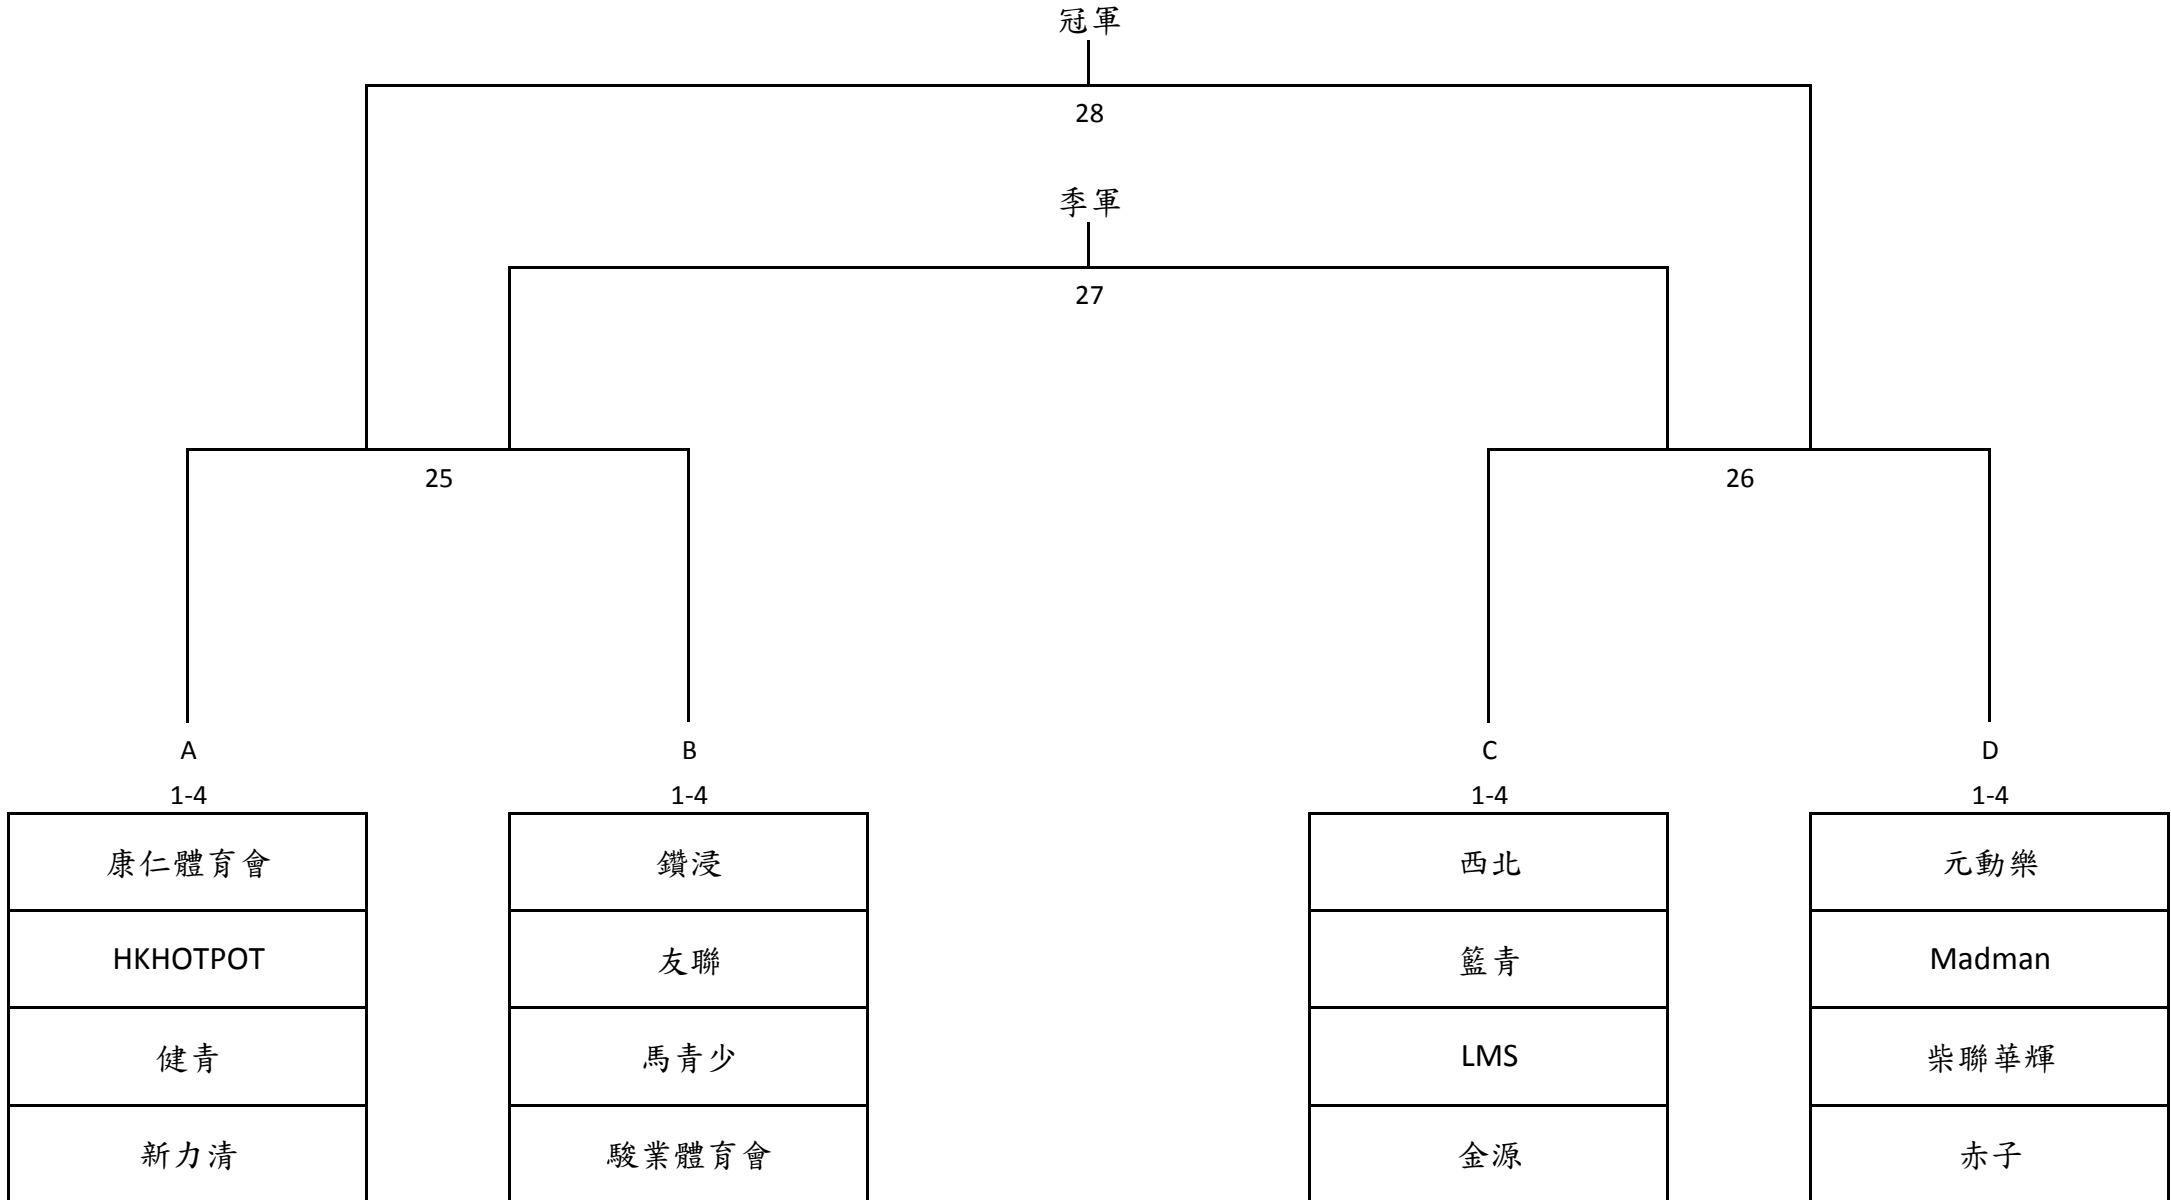 冠軍
28
季軍
27
25 26
A B C D
1-4 1-4 1-4 1-4
康仁體育會 鑽浸 西北 元動樂
HKHOTPOT 友聯 籃青 Madman
健青 馬青少 LMS 柴聯華輝
新力清 駿業體育會 金源 赤子